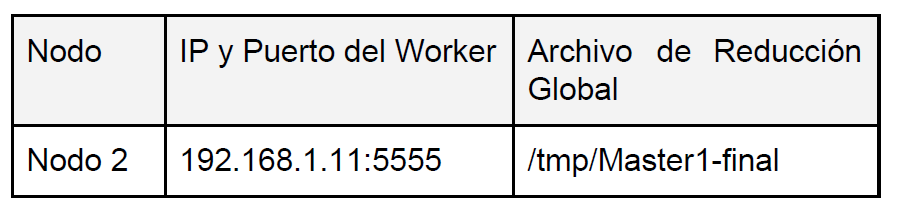 Nodo
IP y Puerto del Worker
Archivo de Reducción
Global
Nodo 2
192.168.1.11:5555
/tmp/Master1-final